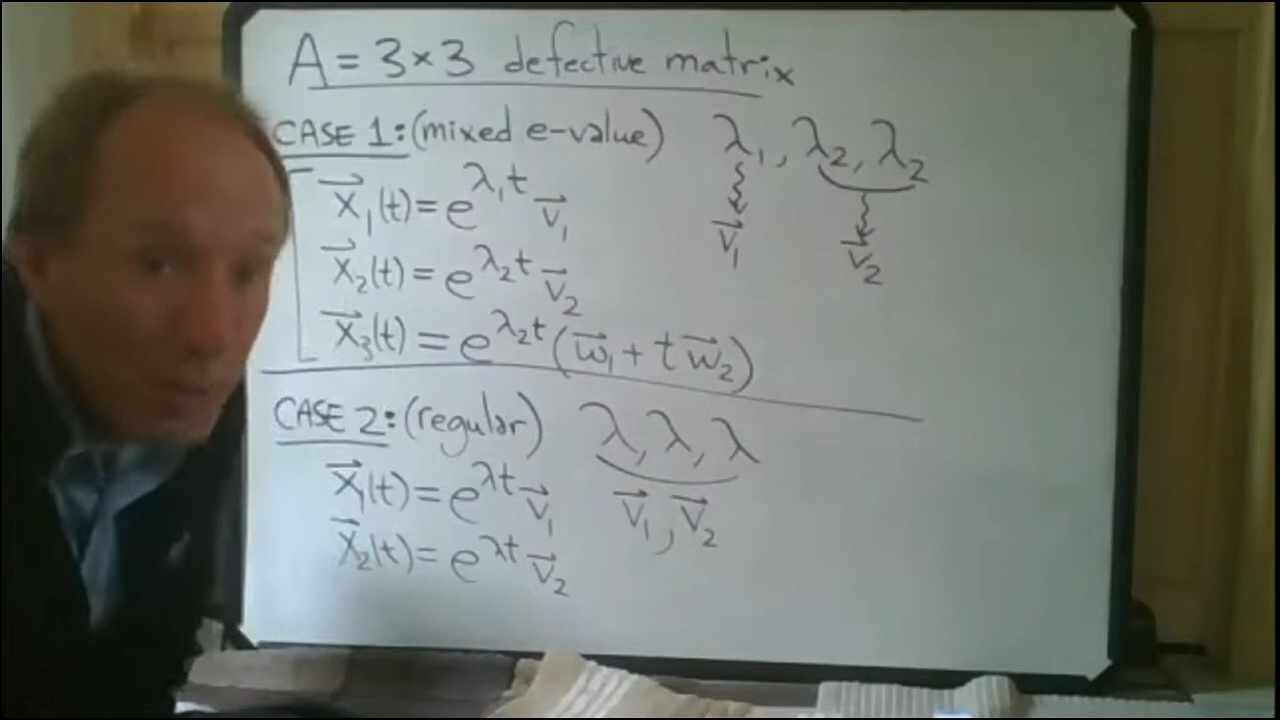 A = 3×3 defective matrix
CASE 1: (mixed e-value) λ₁, λ₂, λ₂
x⃗₁(t) = e^{λ₁t} v⃗₁
v⃗₁ v⃗₂
x⃗₂(t) = e^{λ₂t} v⃗₂
x⃗₃(t) = e^{λ₂t} (w⃗₁ + t w⃗₂)
CASE 2: (regular) λ, λ, λ
x⃗₁(t) = e^{λt} v⃗₁ v⃗₁, v⃗₂
x⃗₂(t) = e^{λt} v⃗₂